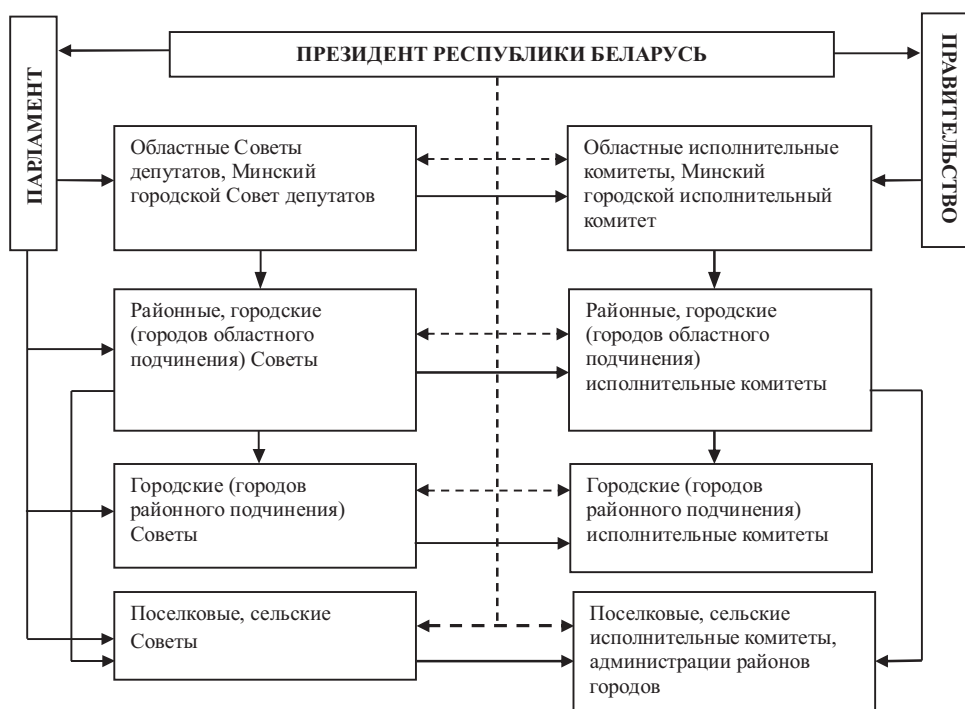 ПРЕЗИДЕНТ РЕСПУБЛИКИ БЕЛАРУСЬ
ПАРЛАМЕНТ
ПРАВИТЕЛЬСТВО
Областные Советы
депутатов, Минский
городской Совет депутатов
Областные исполнительные
комитеты, Минский
городской исполнительный
комитет
Районные, городские
(городов областного
подчинения) Советы
Районные, городские
(городов областного
подчинения)
исполнительные комитеты
Городские (городов
районного подчинения)
Советы
Городские (городов
районного подчинения)
исполнительные комитеты
Поселковые, сельские
Советы
Поселковые, сельские
исполнительные комитеты,
администрации районов
городов